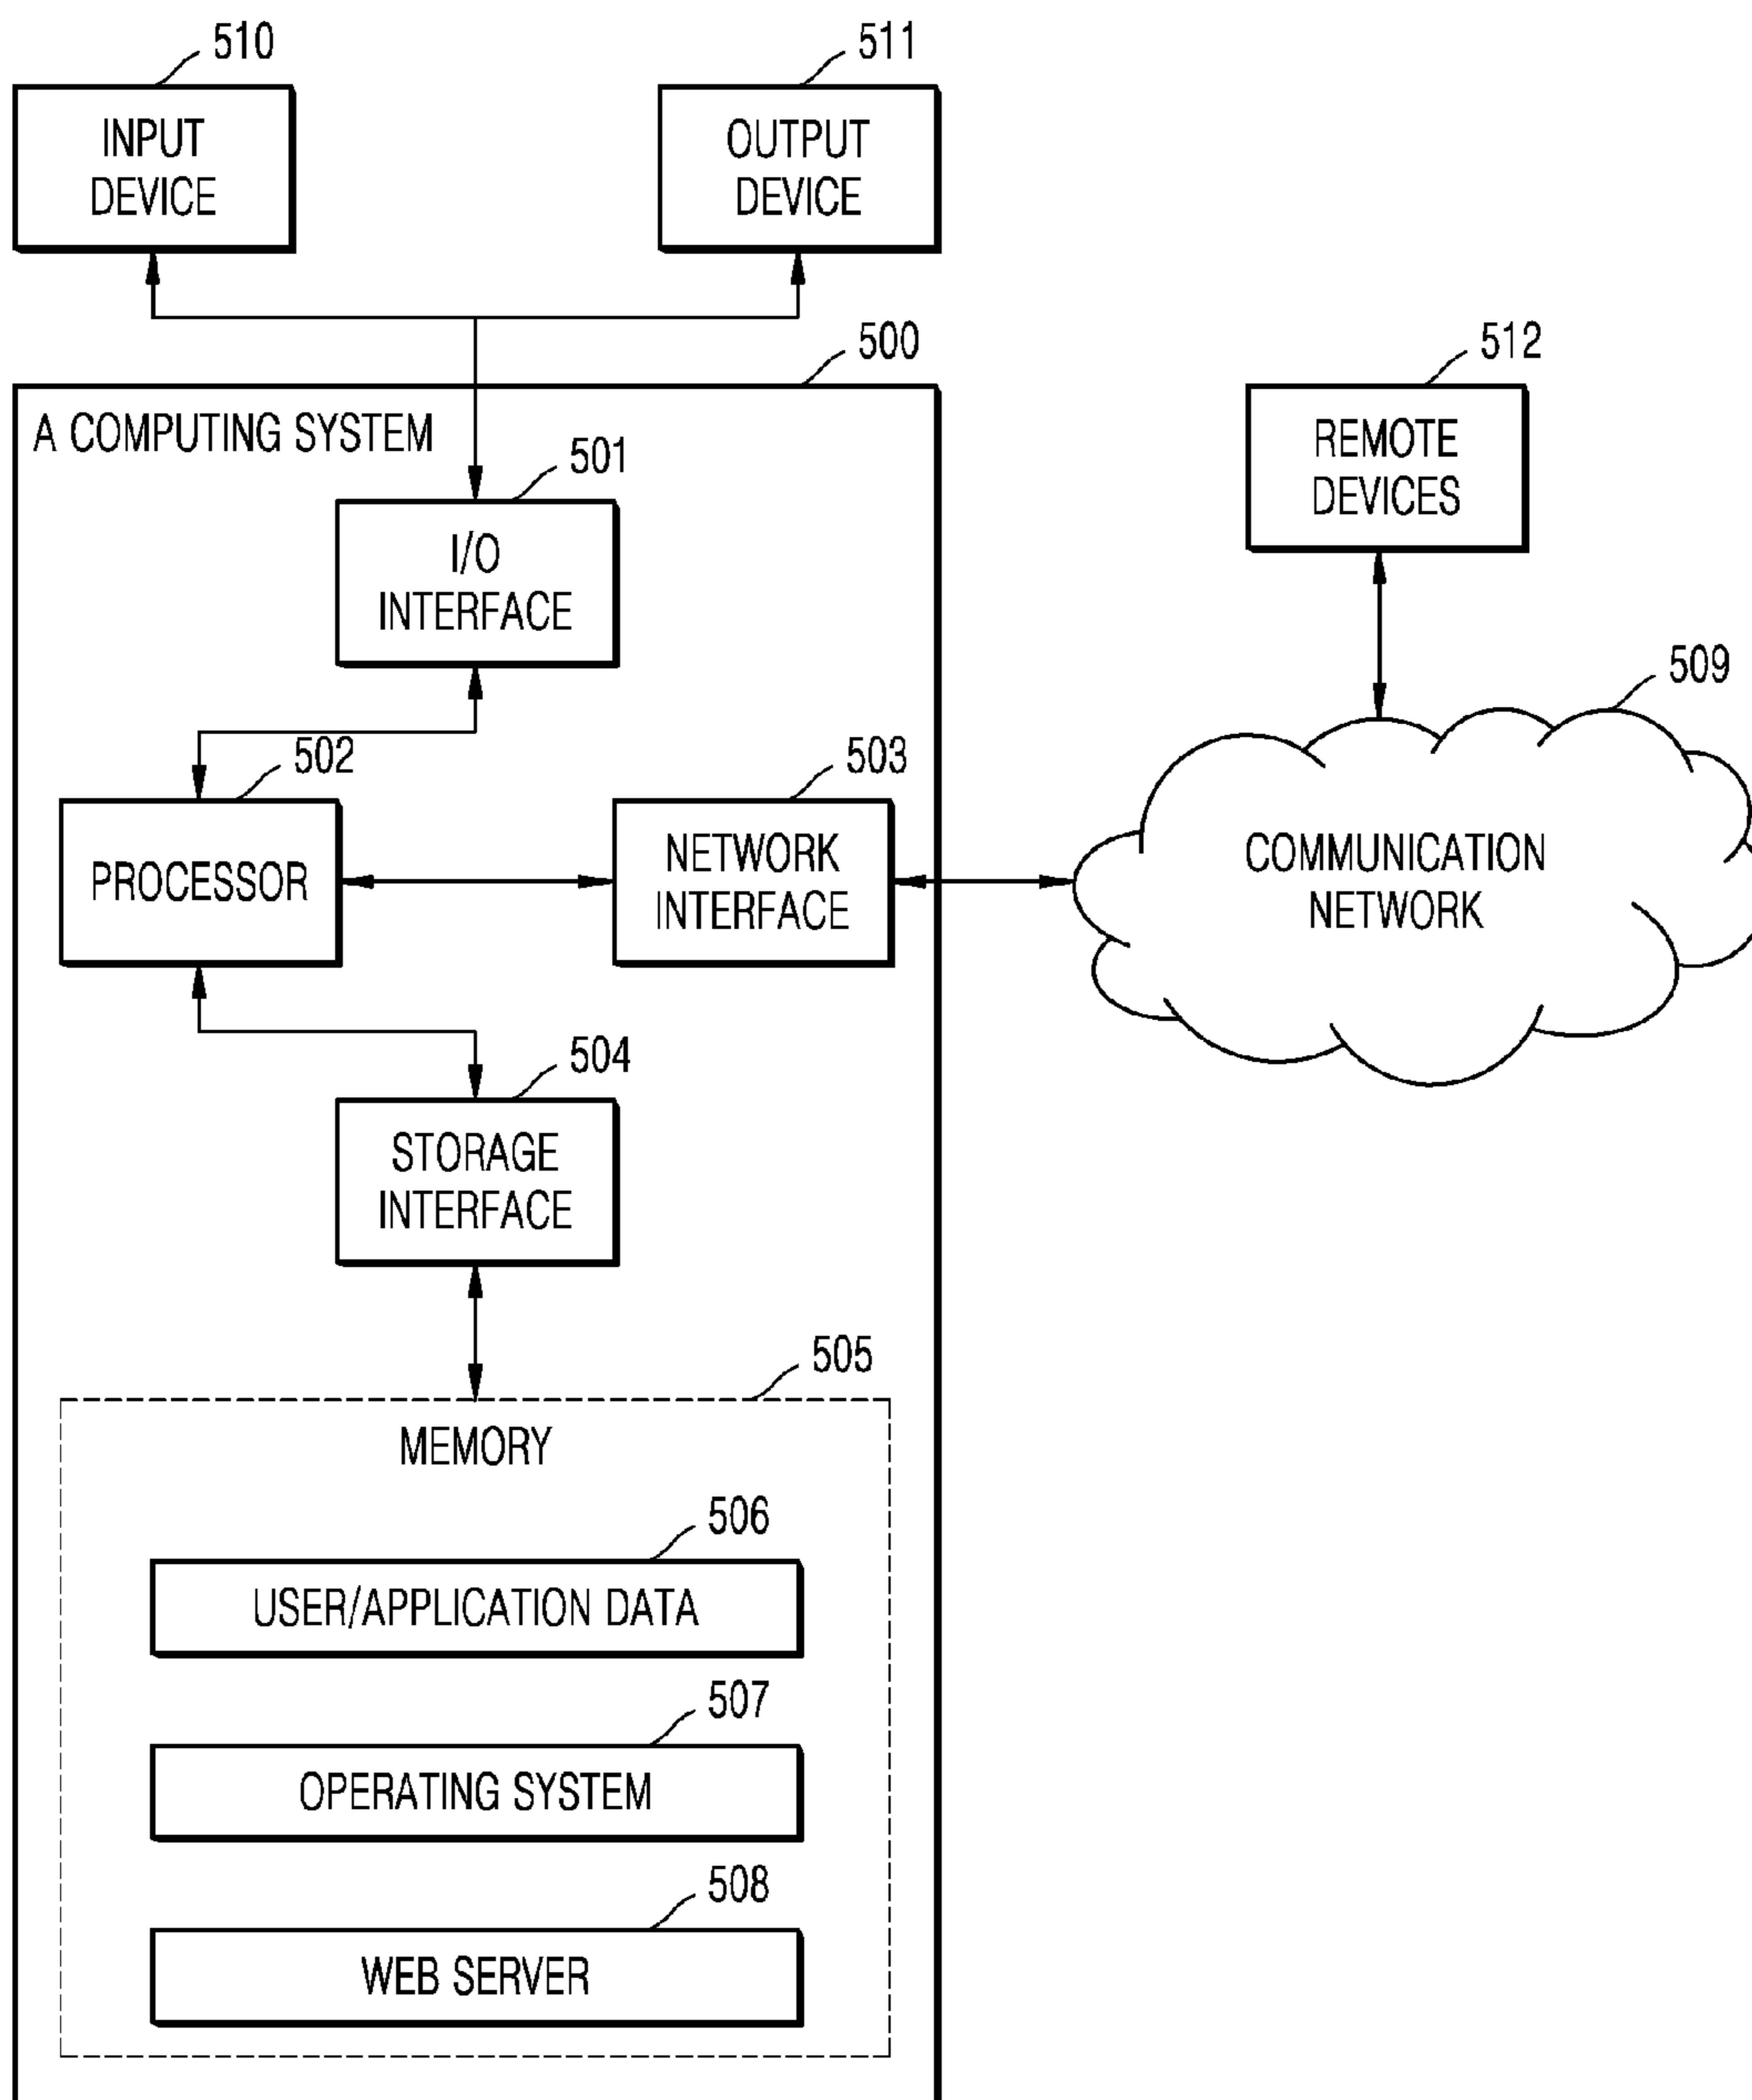 510
INPUT
DEVICE
511
OUTPUT
DEVICE
500
A COMPUTING SYSTEM
501
I/O
INTERFACE
512
REMOTE
DEVICES
502
PROCESSOR
503
NETWORK
INTERFACE
509
COMMUNICATION
NETWORK
504
STORAGE
INTERFACE
505
MEMORY
506
USER/APPLICATION DATA
507
OPERATING SYSTEM
508
WEB SERVER